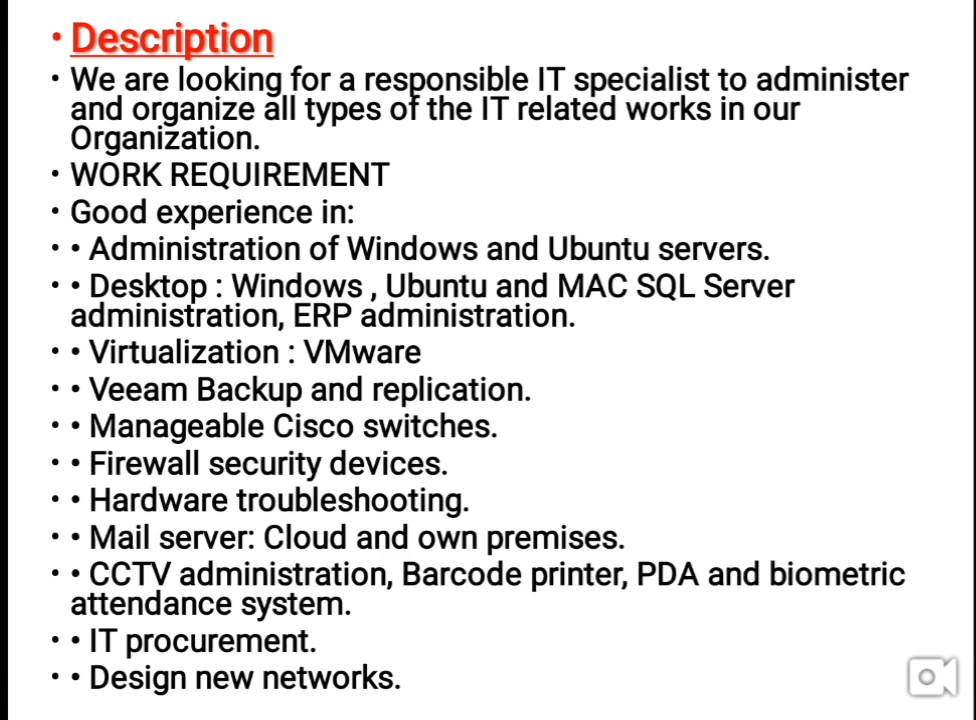 • Description
• We are looking for a responsible IT specialist to administer
and organize all types of the IT related works in our
Organization.
• WORK REQUIREMENT
• Good experience in:
• • Administration of Windows and Ubuntu servers.
• • Desktop : Windows , Ubuntu and MAC SQL Server
administration, ERP administration.
• • Virtualization : VMware
• • Veeam Backup and replication.
• • Manageable Cisco switches.
• • Firewall security devices.
• • Hardware troubleshooting.
• • Mail server: Cloud and own premises.
• • CCTV administration, Barcode printer, PDA and biometric
attendance system.
• • IT procurement.
• • Design new networks.